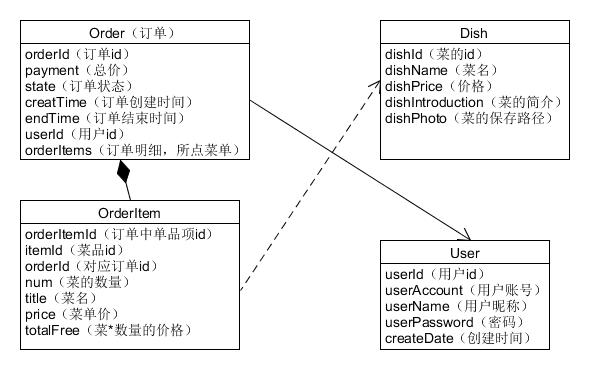 Order（订单）
orderId（订单id）
payment（总价）
state（订单状态）
creatTime（订单创建时间）
endTime（订单结束时间）
userId（用户id）
orderItems（订单明细，所点菜单）
Dish
dishId（菜的id）
dishName（菜名）
dishPrice（价格）
dishIntroduction（菜的简介）
dishPhoto（菜的保存路径）
OrderItem
orderItemId（订单中单品项id）
itemId（菜品id）
orderId（对应订单id）
num（菜的数量）
title（菜名）
price（菜单价）
totalFree（菜*数量的价格）
User
userId（用户id）
userAccount（用户账号）
userName（用户昵称）
userPassword（密码）
createDate（创建时间）